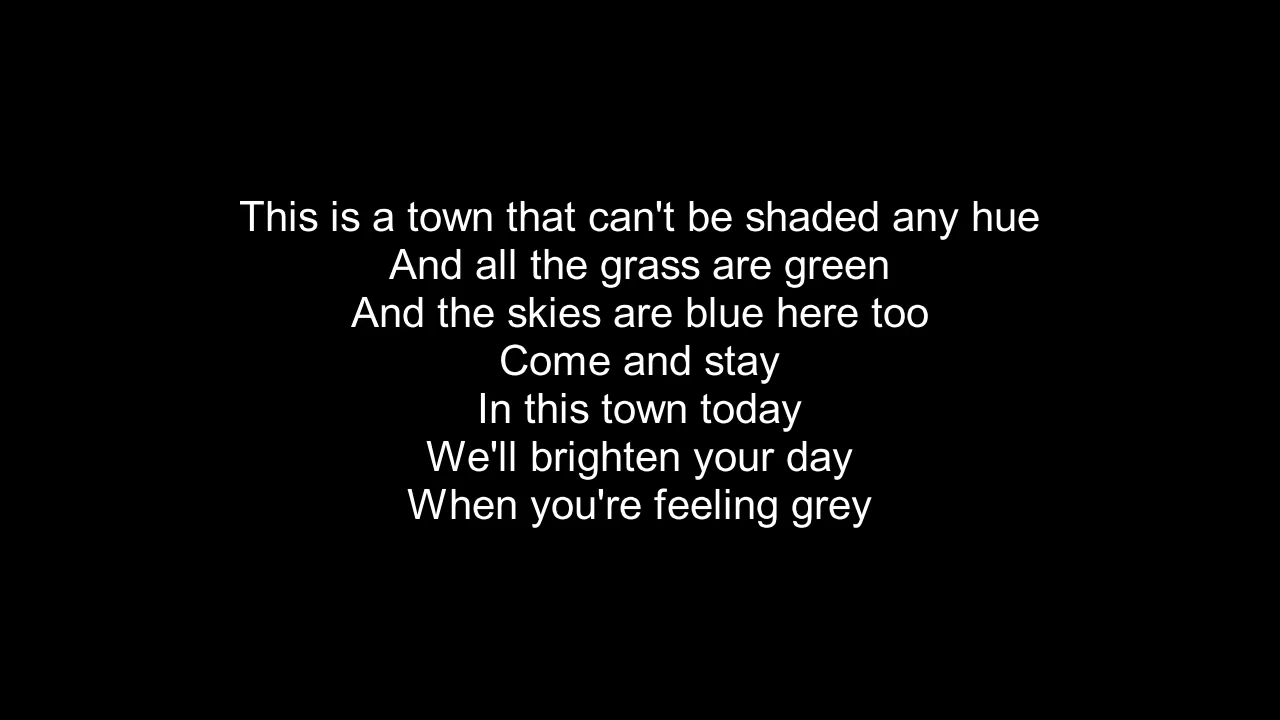 This is a town that can't be shaded any hue
And all the grass are green
And the skies are blue here too
Come and stay
In this town today
We'll brighten your day
When you're feeling grey